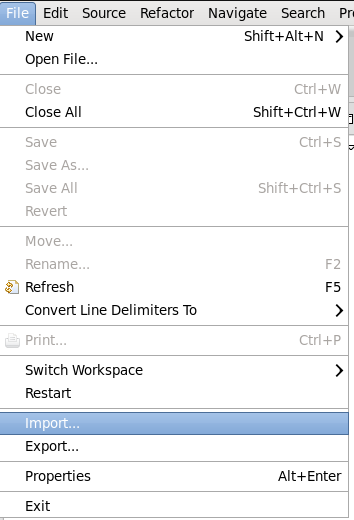 File Edit Source Refactor Navigate Search
New Shift+Alt+N
Open File...
Close Ctrl+W
Close All Shift+Ctrl+W
Save Ctrl+S
Save As...
Save All Shift+Ctrl+S
Revert
Move...
Rename... F2
Refresh F5
Convert Line Delimiters To
Print... Ctrl+P
Switch Workspace
Restart
Import...
Export...
Properties Alt+Enter
Exit